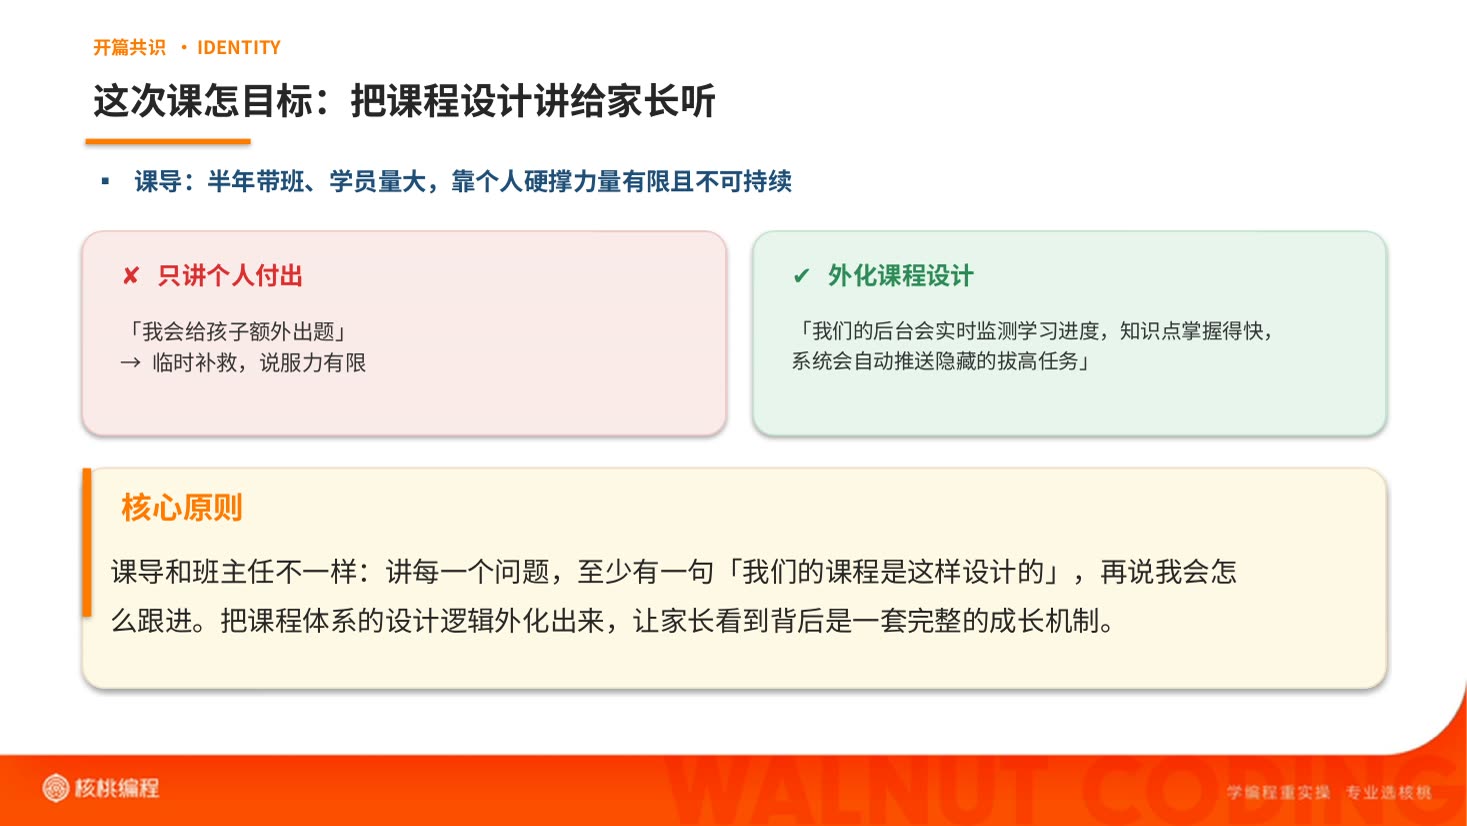 开篇共识 • IDENTITY
这次课怎目标：把课程设计讲给家长听
▪ 课导：半年带班、学员量大，靠个人硬撑力量有限且不可持续
✘ 只讲个人付出
「我会给孩子额外出题」
→ 临时补救，说服力有限
✔ 外化课程设计
「我们的后台会实时监测学习进度，知识点掌握得快，
系统会自动推送隐藏的拔高任务」
核心原则
课导和班主任不一样：讲每一个问题，至少有一句「我们的课程是这样设计的」，再说我会怎
么跟进。把课程体系的设计逻辑外化出来，让家长看到背后是一套完整的成长机制。
WALNUT CODING
核桃编程
学编程重实操 专业选核桃